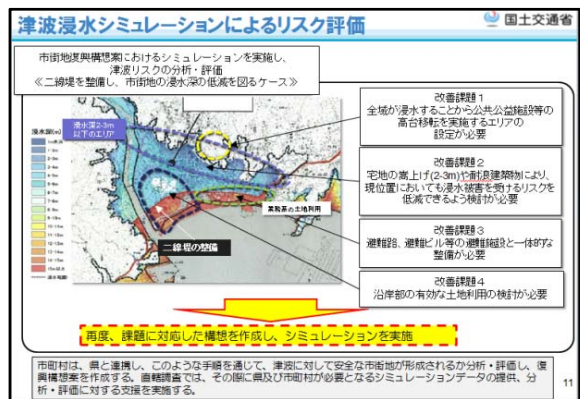 津波浸水シミュレーションによるリスク評価
国土交通省
市街地復興構想案におけるシミュレーションを実施し、
津波リスクの分析・評価
≪二線堤を整備し、市街地の浸水深の低減を図るケース≫
浸水深2-3m
以下のエリア
浸水深(m)
業務系の土地利用
二線堤の整備
改善課題1
全域が浸水することから公共公益施設等の
高台移転を実施するエリアの
設定が必要
改善課題2
宅地の嵩上げ(2-3m)や耐浪建築物により、
現位置においても浸水被害を受けるリスクを
低減できるよう検討が必要
改善課題3
避難路、避難ビル等の避難施設と一体的な
整備が必要
改善課題4
沿岸部の有効な土地利用の検討が必要
再度、課題に対応した構想を作成し、シミュレーションを実施
市町村は、県と連携し、このような手順を通じて、津波に対して安全な市街地が形成されるか分析・評価し、復
興構想案を作成する。直轄調査では、その際に県及び市町村が必要となるシミュレーションデータの提供、分
析・評価に対する支援を実施する。
11